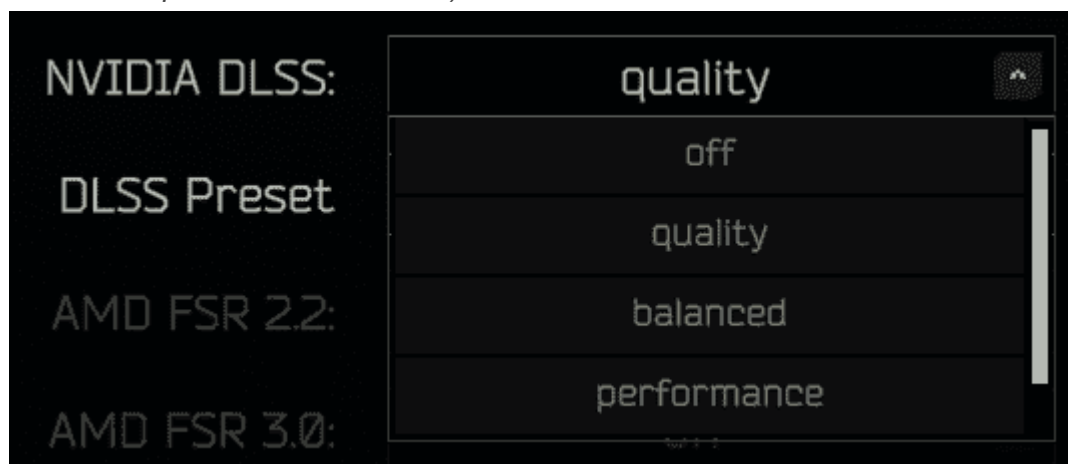 NVIDIA DLSS: quality
off
DLSS Preset
quality
AMD FSR 2.2: balanced
performance
AMD FSR 3.0: